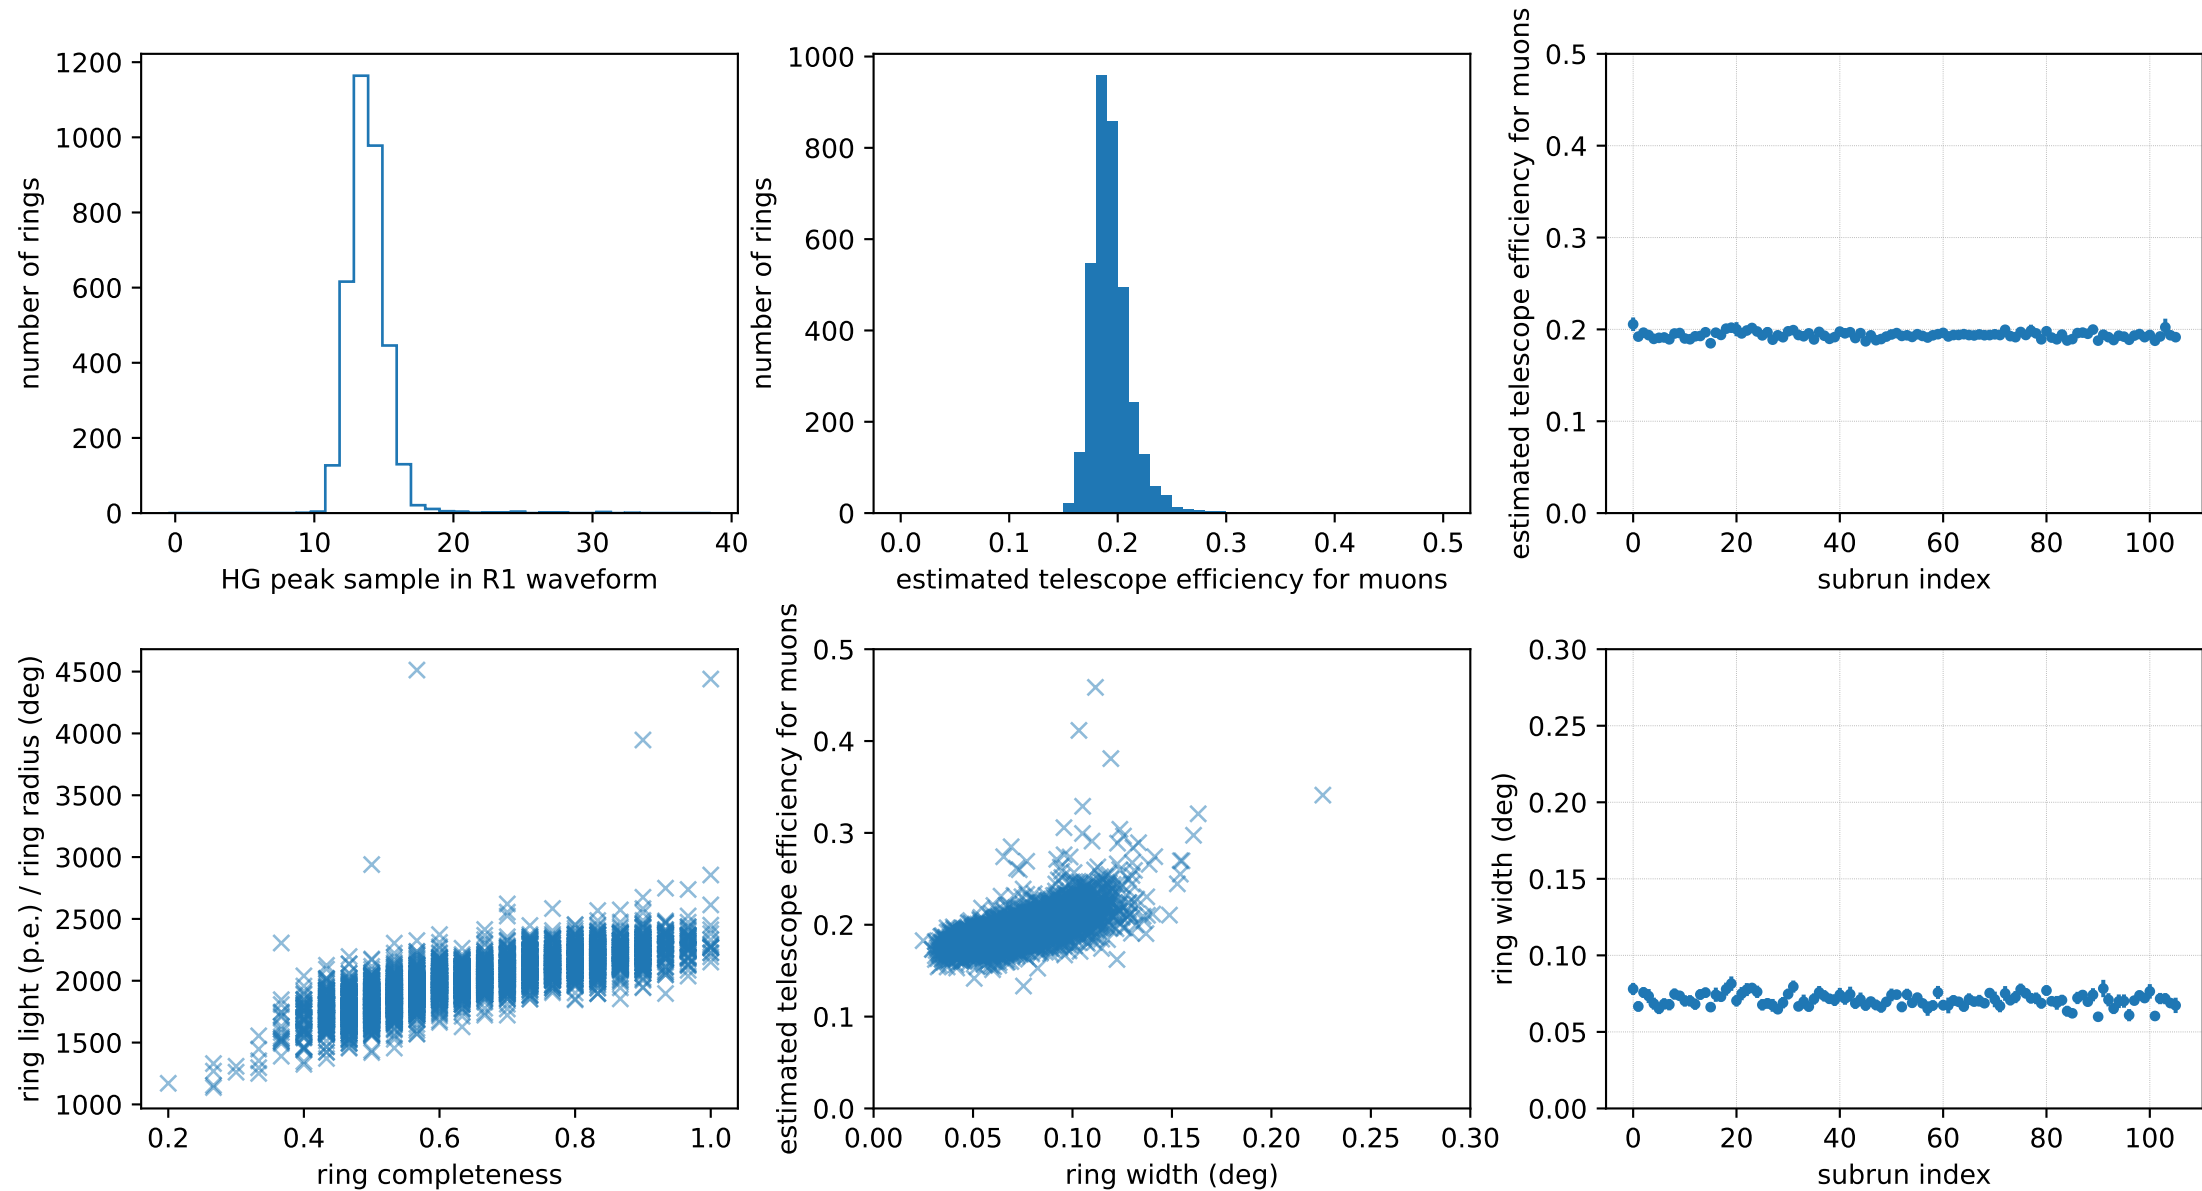 number of rings
1200
1000
800
600
400
200
0
0 10 20 30 40
HG peak sample in R1 waveform
number of rings
1000
800
600
400
200
0
0.0 0.1 0.2 0.3 0.4 0.5
estimated telescope efficiency for muons
estimated telescope efficiency for muons
0.5
0.4
0.3
0.2
0.1
0.0
0 20 40 60 80 100
subrun index
ring light (p.e.) / ring radius (deg)
4500
4000
3500
3000
2500
2000
1500
1000
0.2 0.4 0.6 0.8 1.0
ring completeness
estimated telescope efficiency for muons
0.5
0.4
0.3
0.2
0.1
0.0
0.00 0.05 0.10 0.15 0.20 0.25 0.30
ring width (deg)
ring width (deg)
0.30
0.25
0.20
0.15
0.10
0.05
0.00
0 20 40 60 80 100
subrun index